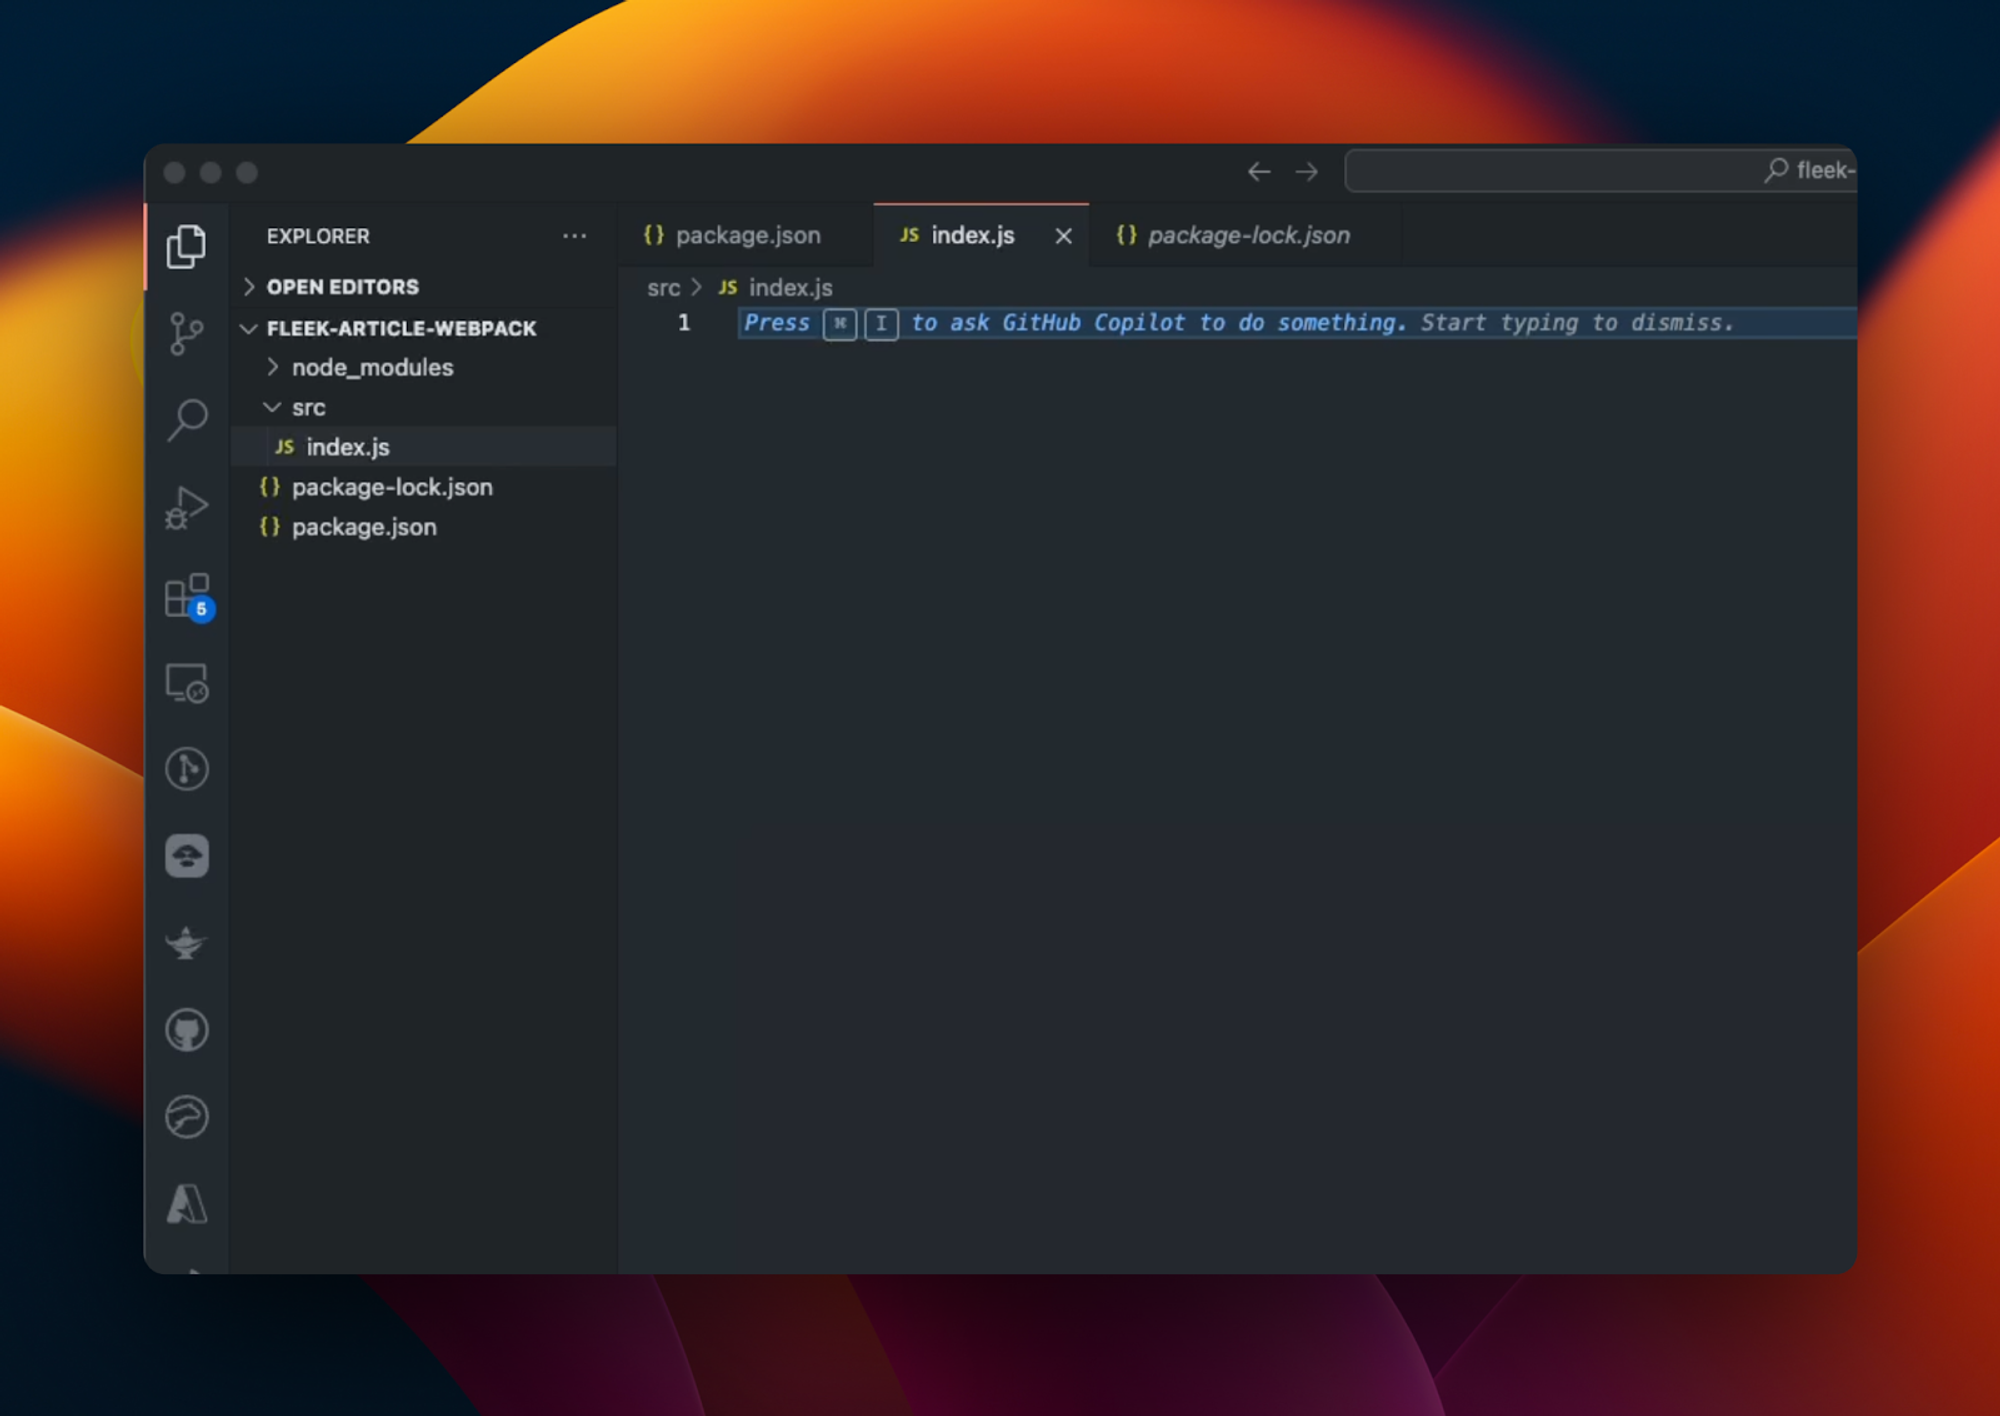 fleek-
EXPLORER ...
{} package.json JS index.js × {} package-lock.json
OPEN EDITORS
src > JS index.js
FLEEK-ARTICLE-WEBPACK
1 Press ⌘ I to ask GitHub Copilot to do something. Start typing to dismiss.
node_modules
src
JS index.js
{} package-lock.json
{} package.json
5